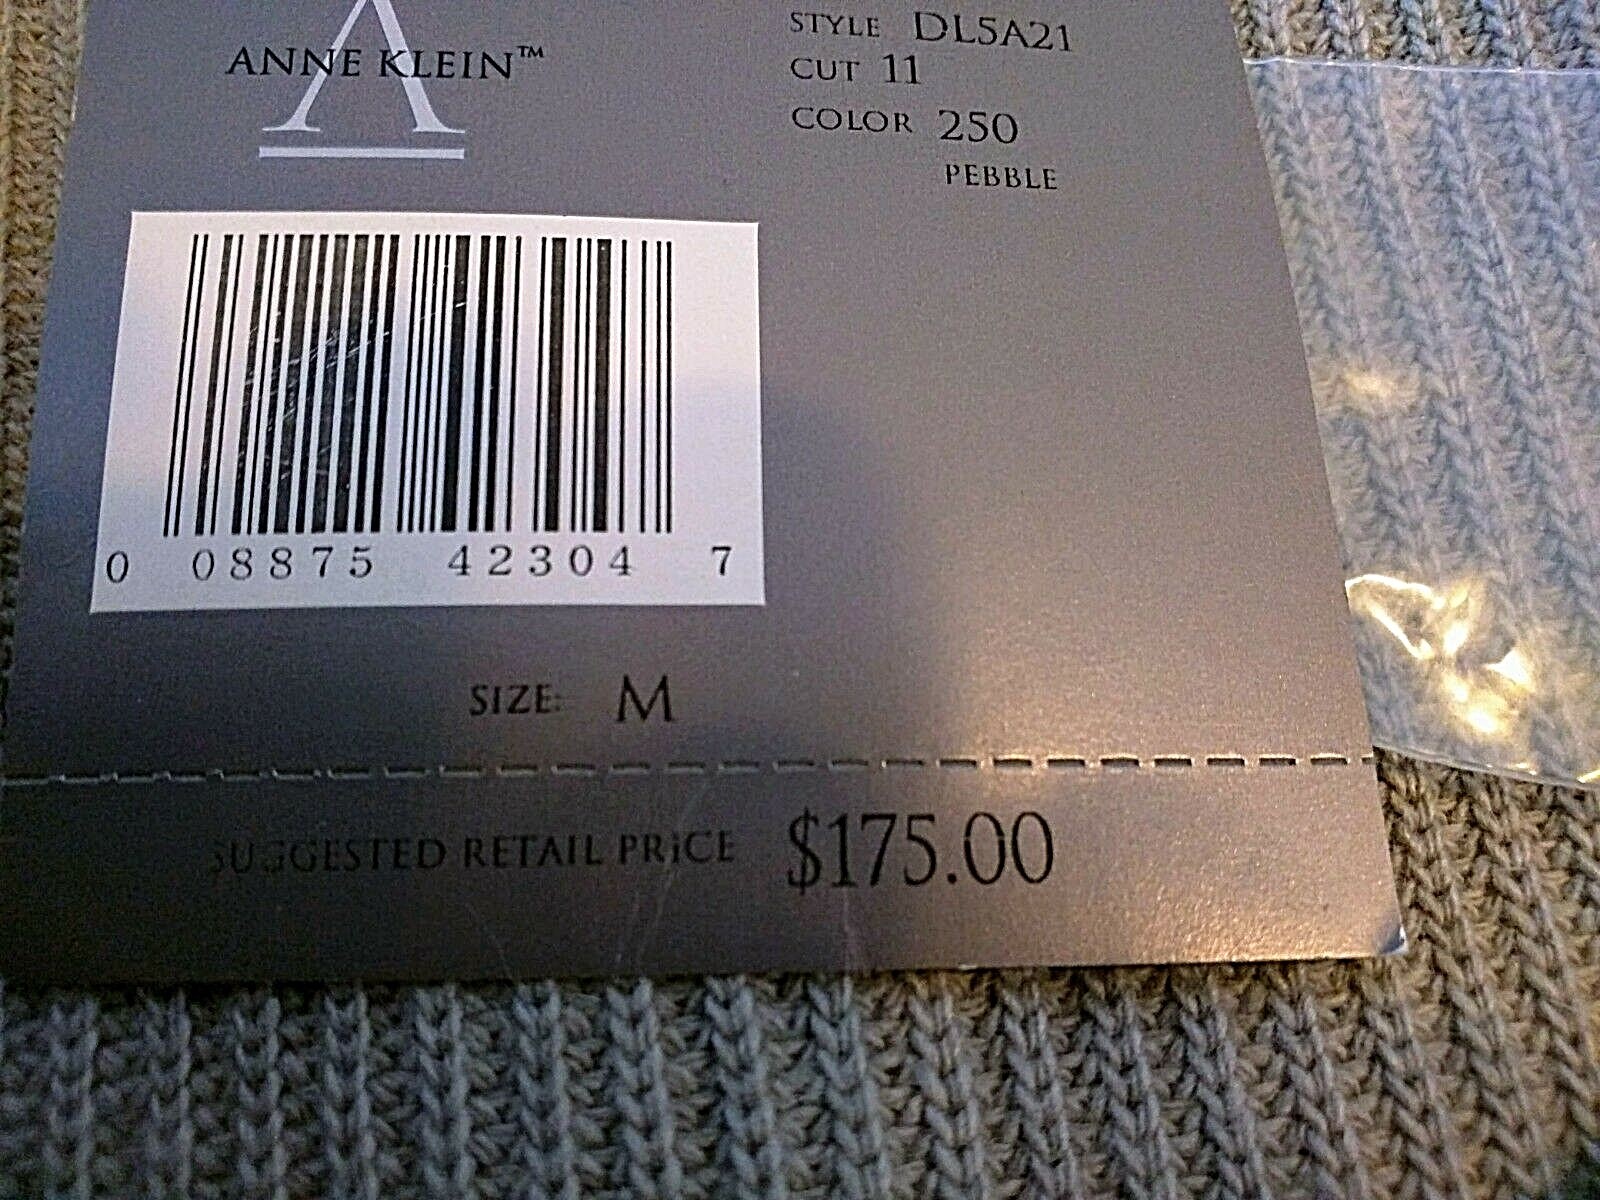 ANNE KLEIN™
STYLE DL5A21
CUT 11
COLOR 250
PEBBLE
0 08875 42304 7
SIZE: M
SUGGESTED RETAIL PRICE $175.00